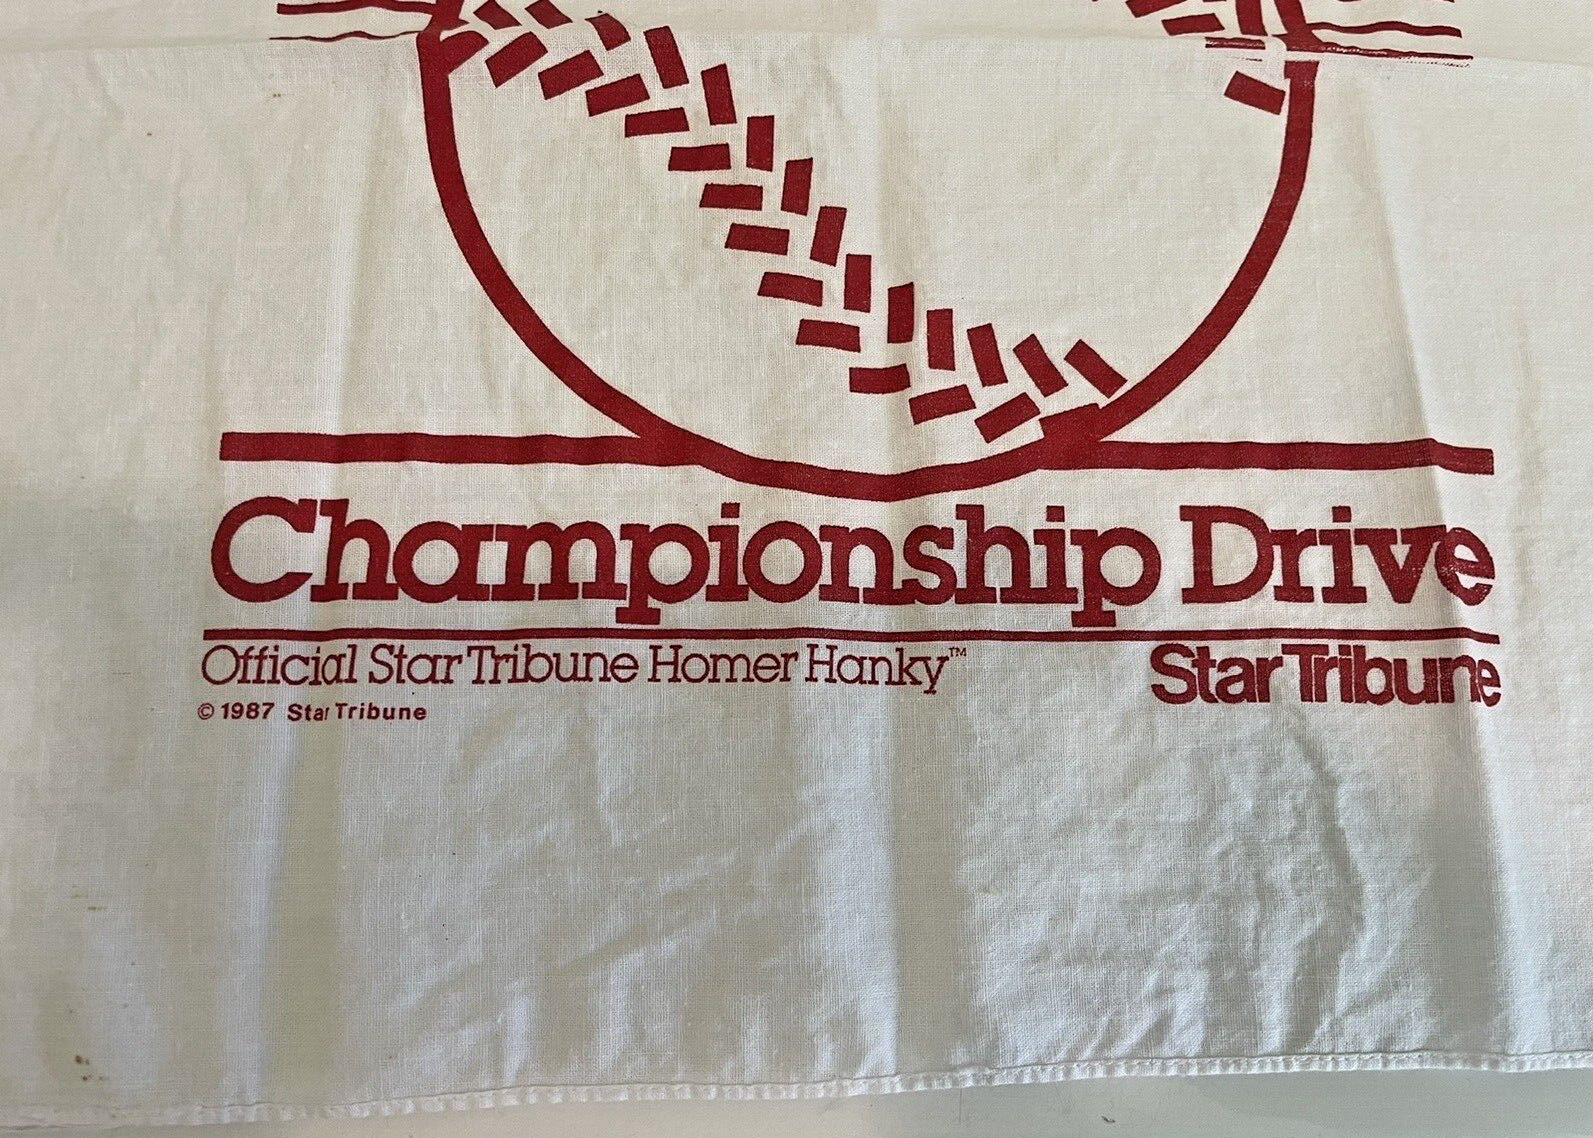 Championship Drive
Official Star Tribune Homer Hanky™ Star Tribune
© 1987 Star Tribune